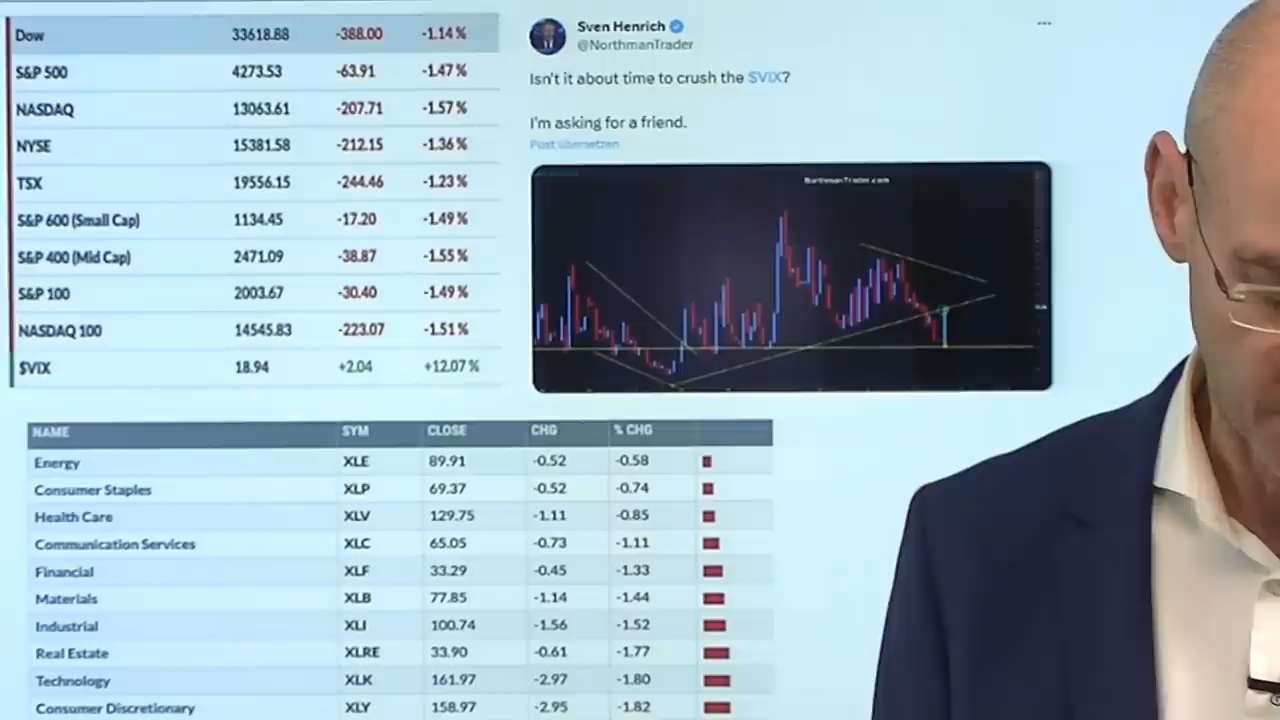 Dow 33618.88 -388.00 -1.14%
S&P 500 4273.53 -63.91 -1.47%
NASDAQ 13063.61 -207.71 -1.57%
NYSE 15381.58 -212.15 -1.36%
TSX 19556.15 -244.46 -1.23%
S&P 600 (Small Cap) 1134.45 -17.20 -1.49%
S&P 400 (Mid Cap) 2471.09 -38.87 -1.55%
S&P 100 2003.67 -30.40 -1.49%
NASDAQ 100 14545.83 -223.07 -1.51%
$VIX 18.94 +2.04 +12.07%
Sven Henrich
@NorthmanTrader
Isn't it about time to crush the $VIX?
I'm asking for a friend.
Post übersetzen
NorthmanTrader.com
NAME SYM CLOSE CHG % CHG
Energy XLE 89.91 -0.52 -0.58
Consumer Staples XLP 69.37 -0.52 -0.74
Health Care XLV 129.75 -1.11 -0.85
Communication Services XLC 65.05 -0.73 -1.11
Financial XLF 33.29 -0.45 -1.33
Materials XLB 77.85 -1.14 -1.44
Industrial XLI 100.74 -1.56 -1.52
Real Estate XLRE 33.90 -0.61 -1.77
Technology XLK 161.97 -2.97 -1.80
Consumer Discretionary XLY 158.97 -2.95 -1.82